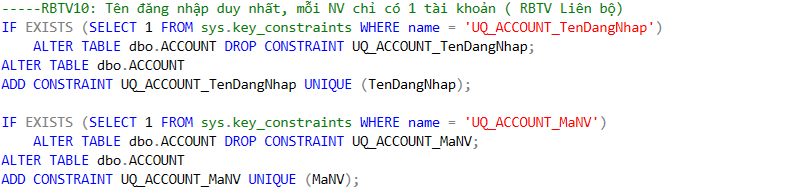 -----RBTV10: Tên đăng nhập duy nhất, mỗi NV chỉ có 1 tài khoản ( RBTV Liên bộ)
IF EXISTS (SELECT 1 FROM sys.key_constraints WHERE name = 'UQ_ACCOUNT_TenDangNhap')
    ALTER TABLE dbo.ACCOUNT DROP CONSTRAINT UQ_ACCOUNT_TenDangNhap;
ALTER TABLE dbo.ACCOUNT
ADD CONSTRAINT UQ_ACCOUNT_TenDangNhap UNIQUE (TenDangNhap);

IF EXISTS (SELECT 1 FROM sys.key_constraints WHERE name = 'UQ_ACCOUNT_MaNV')
    ALTER TABLE dbo.ACCOUNT DROP CONSTRAINT UQ_ACCOUNT_MaNV;
ALTER TABLE dbo.ACCOUNT
ADD CONSTRAINT UQ_ACCOUNT_MaNV UNIQUE (MaNV);